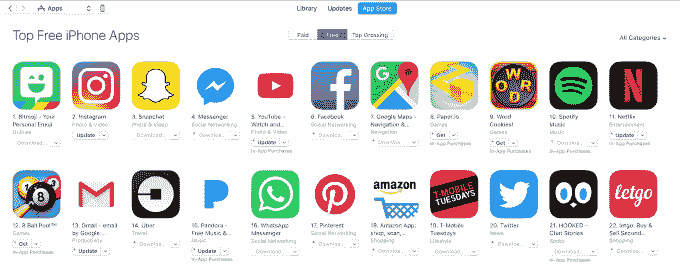 Apps
Library
Updates
App Store
Top Free iPhone Apps
Paid
Free
Top Grossing
All Categories
1. Bitmoji - Your
Personal Emoji
Utilities
Download
2. Instagram
Photo & Video
Update
3. Snapchat
Photo & Video
Download
4. Messenger
Social Networking
Download
5. YouTube -
Watch and...
Photo & Video
Update
In-App Purchases
6. Facebook
Social Networking
Download
7. Google Maps -
Navigation &...
Navigation
Download
8. Paper.io
Games
Get
In-App Purchases
WORD
9. Word
Cookies!
Games
Get
In-App Purchases
10. Spotify
Music
Download
In-App Purchases
11. Netflix
Entertainment
Update
In-App Purchases
8
12. 8 Ball Pool™
Games
Get
In-App Purchases
13. Gmail - email
by Google:...
Productivity
Update
14. Uber
Travel
Download
15. Pandora -
Free Music &...
Music
Update
In-App Purchases
16. WhatsApp
Messenger
Social Networking
Download
17. Pinterest
Social Networking
Download
amazon
18. Amazon App:
shop, scan,...
Shopping
Download
T-MOBILE
TUESDAYS
19. T-Mobile
Tuesdays
Lifestyle
Download
20. Twitter
News
Download
21. HOOKED -
Chat Stories
Books
Download
In-App Purchases
letgo
22. letgo: Buy &
Sell Second...
Shopping
Download
In-App Purchases